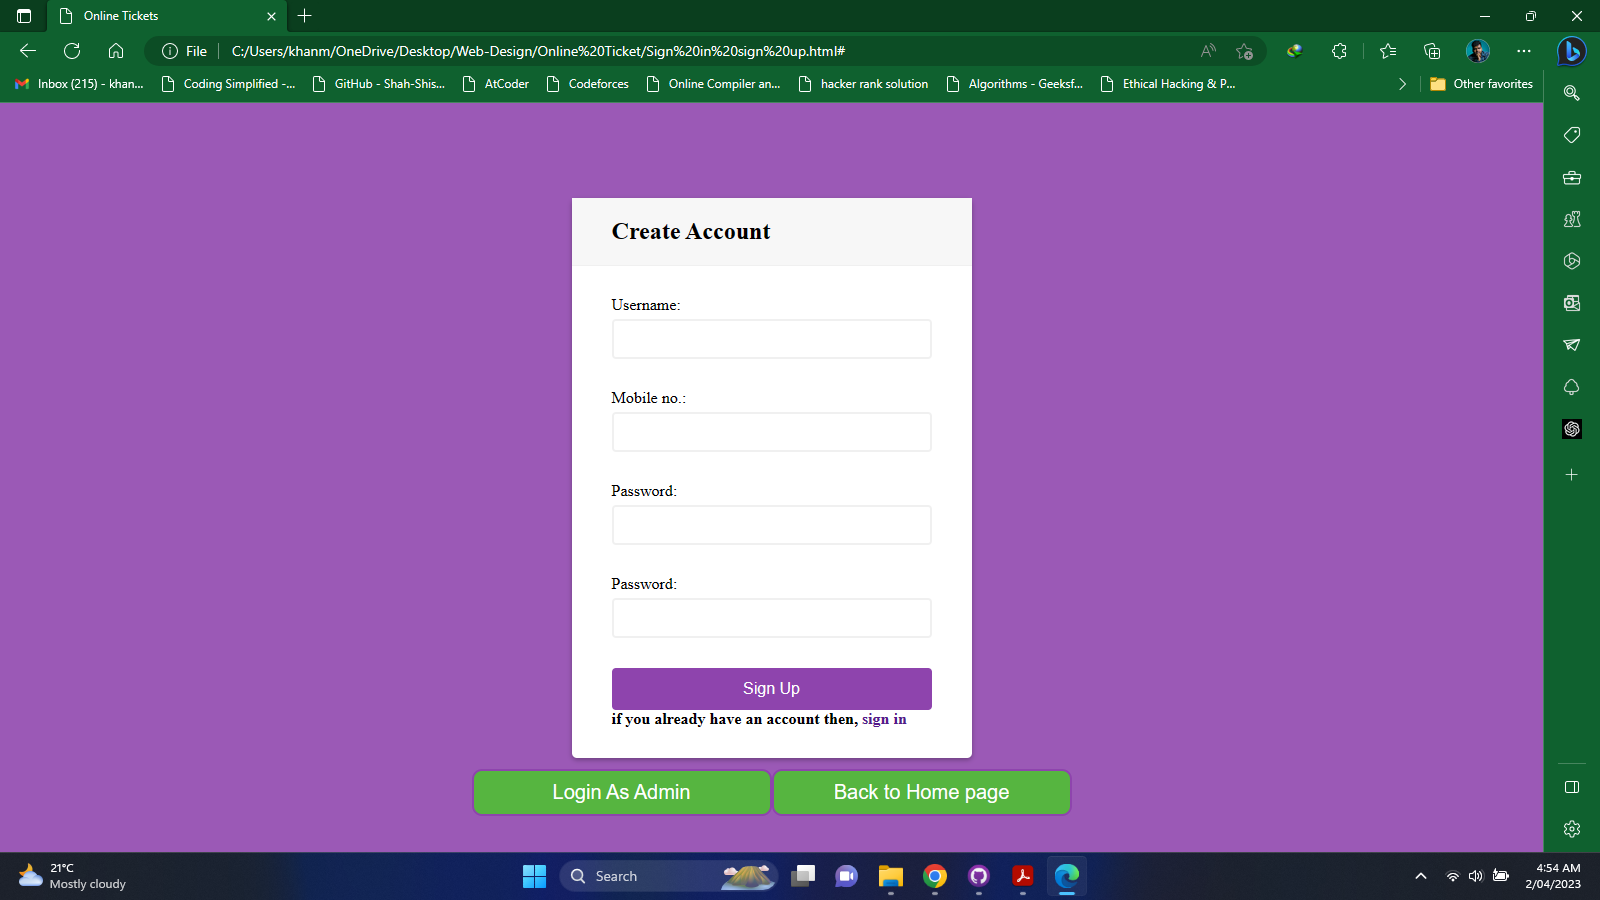 Online Tickets
File C:/Users/khanm/OneDrive/Desktop/Web-Design/Online%20Ticket/Sign%20in%20sign%20up.html#
Inbox (215) - khan... Coding Simplified -... GitHub - Shah-Shis... AtCoder Codeforces Online Compiler an... hacker rank solution Algorithms - Geeksf... Ethical Hacking & P... Other favorites
Create Account
Username:
Mobile no.:
Password:
Password:
Sign Up
if you already have an account then, sign in
Login As Admin Back to Home page
21°C
Mostly cloudy
Search
4:54 AM
2/04/2023